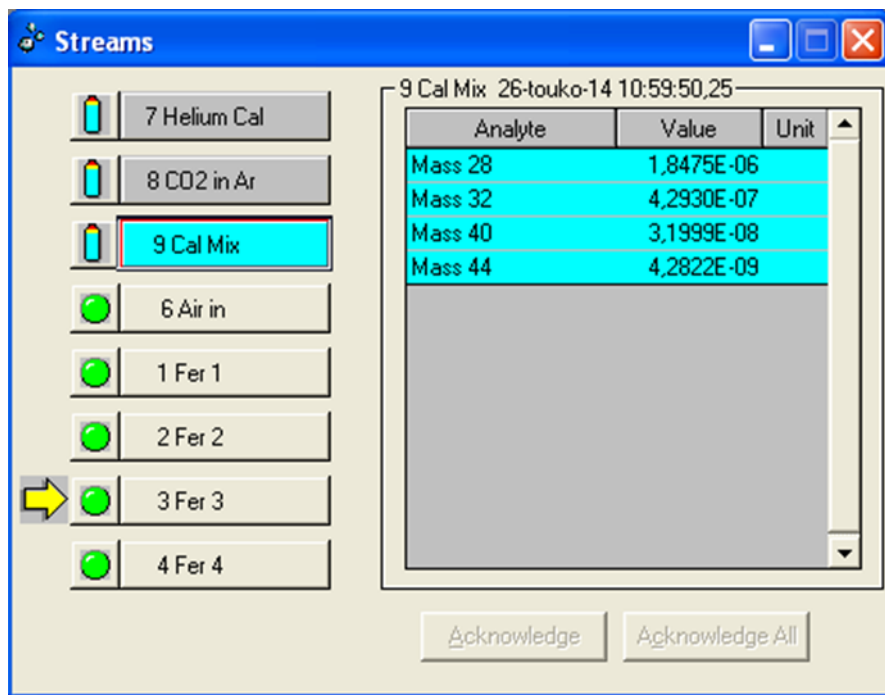 Streams
7 Helium Cal
8 CO2 in Ar
9 Cal Mix
6 Air in
1 Fer 1
2 Fer 2
3 Fer 3
4 Fer 4
9 Cal Mix 26-touko-14 10:59:50,25
Analyte Value Unit
Mass 28 1,8475E-06
Mass 32 4,2930E-07
Mass 40 3,1999E-08
Mass 44 4,2822E-09
Acknowledge Acknowledge All